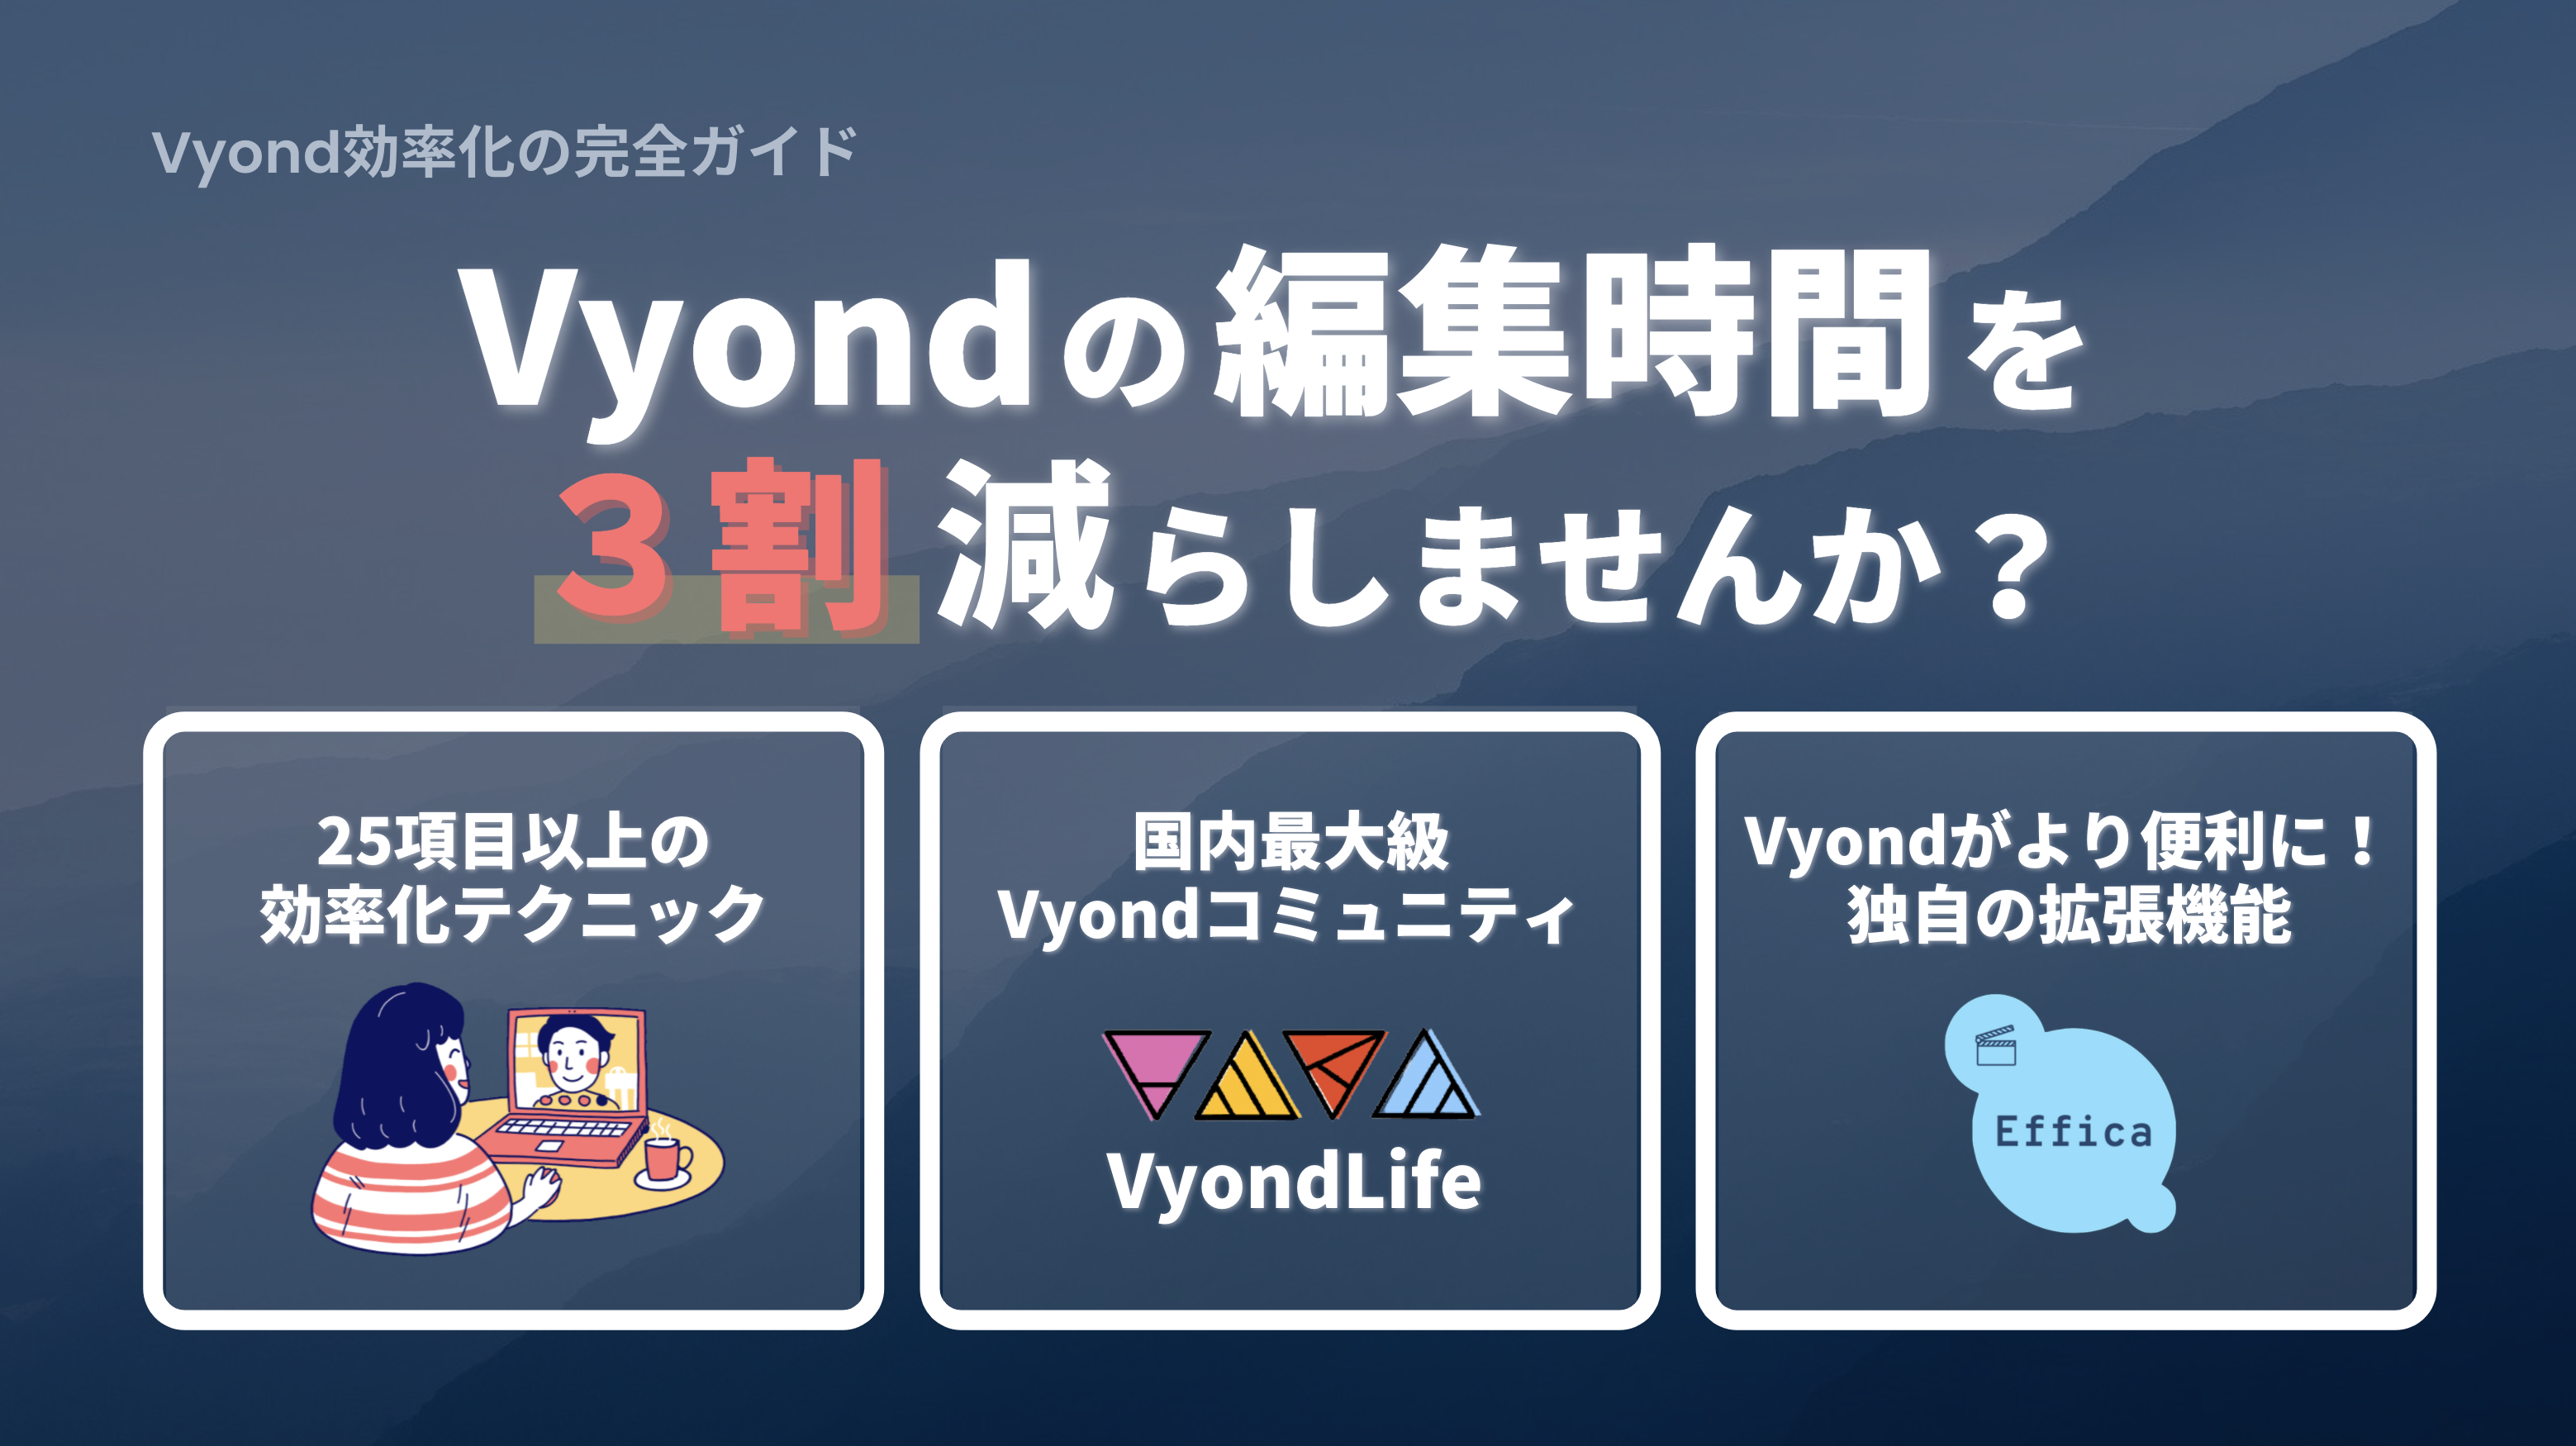 Vyond効率化の完全ガイド
Vyondの編集時間を
3割減らしませんか？
25項目以上の
効率化テクニック
国内最大級
Vyondコミュニティ
VyondLife
Vyondがより便利に！
独自の拡張機能
Effica